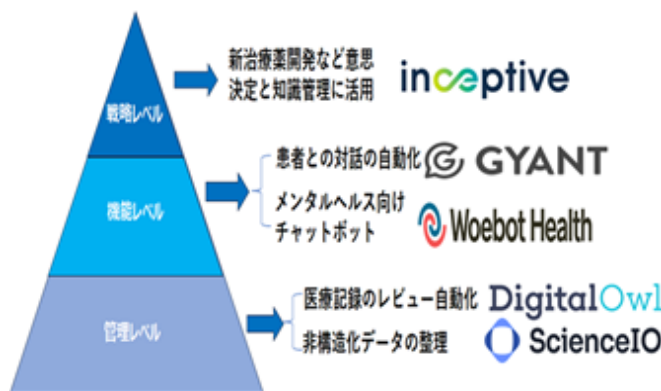 戦略レベル
新治療薬開発など意思
決定と知識管理に活用
inceptive
機能レベル
患者との対話の自動化
GYANT
メンタルヘルス向け
チャットボット
Woebot Health
管理レベル
医療記録のレビュー自動化
DigitalOwl
非構造化データの整理
ScienceIO